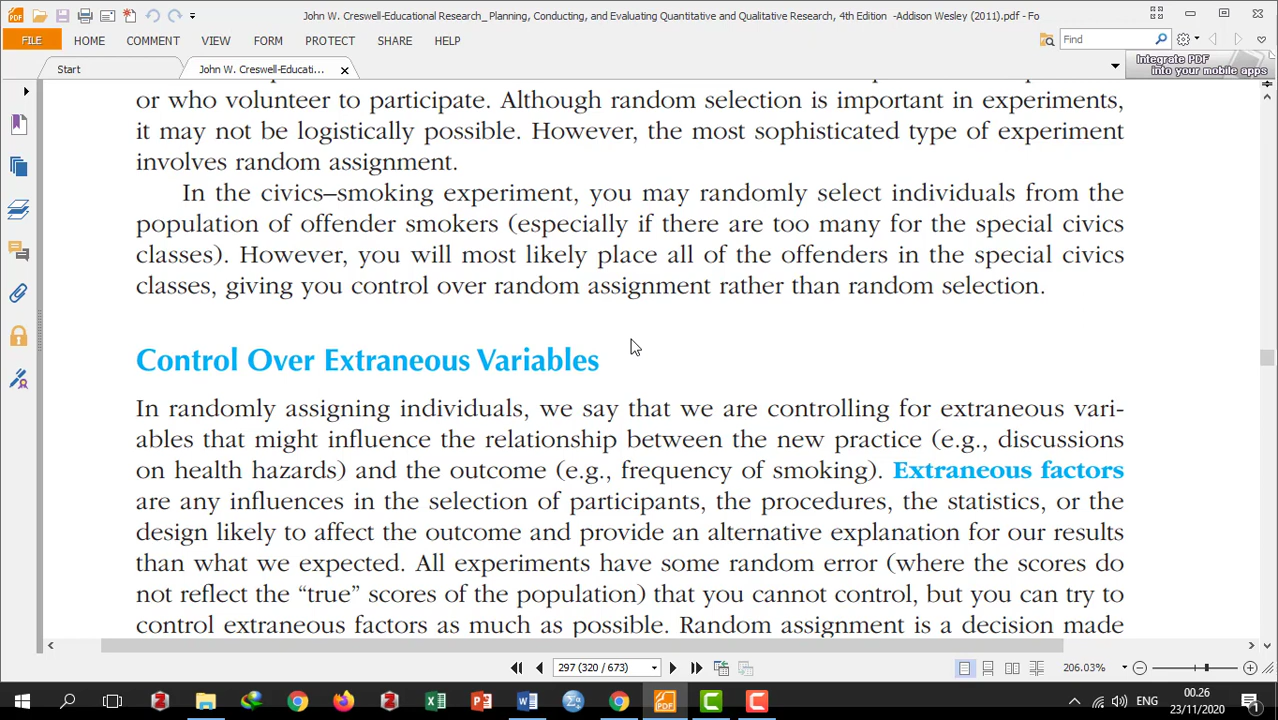 John W. Creswell-Educational Research_ Planning, Conducting, and Evaluating Quantitative and Qualitative Research, 4th Edition -Addison Wesley (2011).pdf - Fo
FILE HOME COMMENT VIEW FORM PROTECT SHARE HELP
Find
Start
John W. Creswell-Educati...
Integrate PDF
into your mobile apps
or who volunteer to participate. Although random selection is important in experiments,
it may not be logistically possible. However, the most sophisticated type of experiment
involves random assignment.
In the civics–smoking experiment, you may randomly select individuals from the
population of offender smokers (especially if there are too many for the special civics
classes). However, you will most likely place all of the offenders in the special civics
classes, giving you control over random assignment rather than random selection.
Control Over Extraneous Variables
In randomly assigning individuals, we say that we are controlling for extraneous vari-
ables that might influence the relationship between the new practice (e.g., discussions
on health hazards) and the outcome (e.g., frequency of smoking). Extraneous factors
are any influences in the selection of participants, the procedures, the statistics, or the
design likely to affect the outcome and provide an alternative explanation for our results
than what we expected. All experiments have some random error (where the scores do
not reflect the “true” scores of the population) that you cannot control, but you can try to
control extraneous factors as much as possible. Random assignment is a decision made
297 (320 / 673)
206.03%
ENG
00.26
23/11/2020